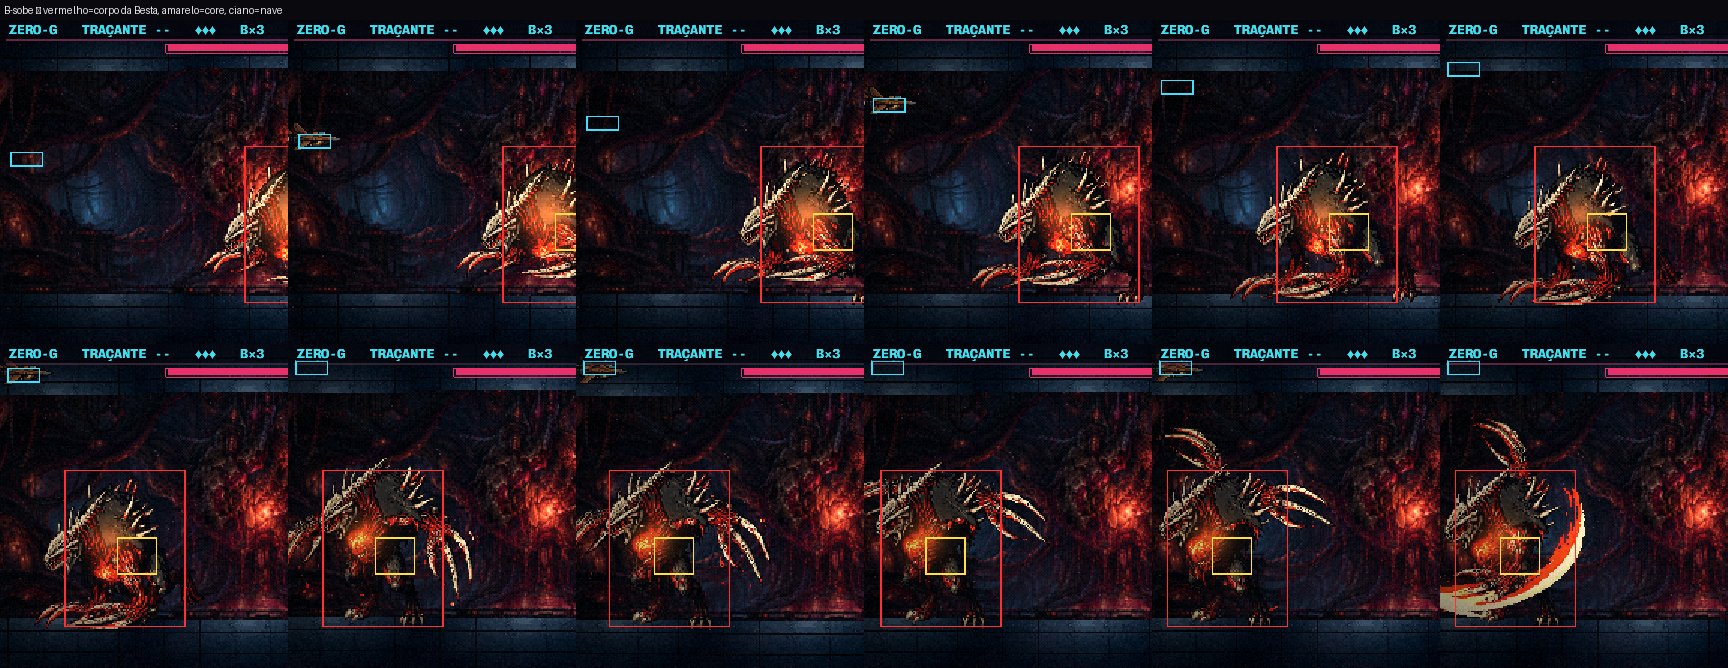 B-sobe ▯ vermelho=corpo da Besta, amarelo=core, ciano=nave
ZERO-G TRAÇANTE -- ♦♦♦ B×3 ZERO-G TRAÇANTE -- ♦♦♦ B×3 ZERO-G TRAÇANTE -- ♦♦♦ B×3 ZERO-G TRAÇANTE -- ♦♦♦ B×3 ZERO-G TRAÇANTE -- ♦♦♦ B×3 ZERO-G TRAÇANTE -- ♦♦♦ B×3
ZERO-G TRAÇANTE -- ♦♦♦ B×3 ZERO-G TRAÇANTE -- ♦♦♦ B×3 ZERO-G TRAÇANTE -- ♦♦♦ B×3 ZERO-G TRAÇANTE -- ♦♦♦ B×3 ZERO-G TRAÇANTE -- ♦♦♦ B×3 ZERO-G TRAÇANTE -- ♦♦♦ B×3